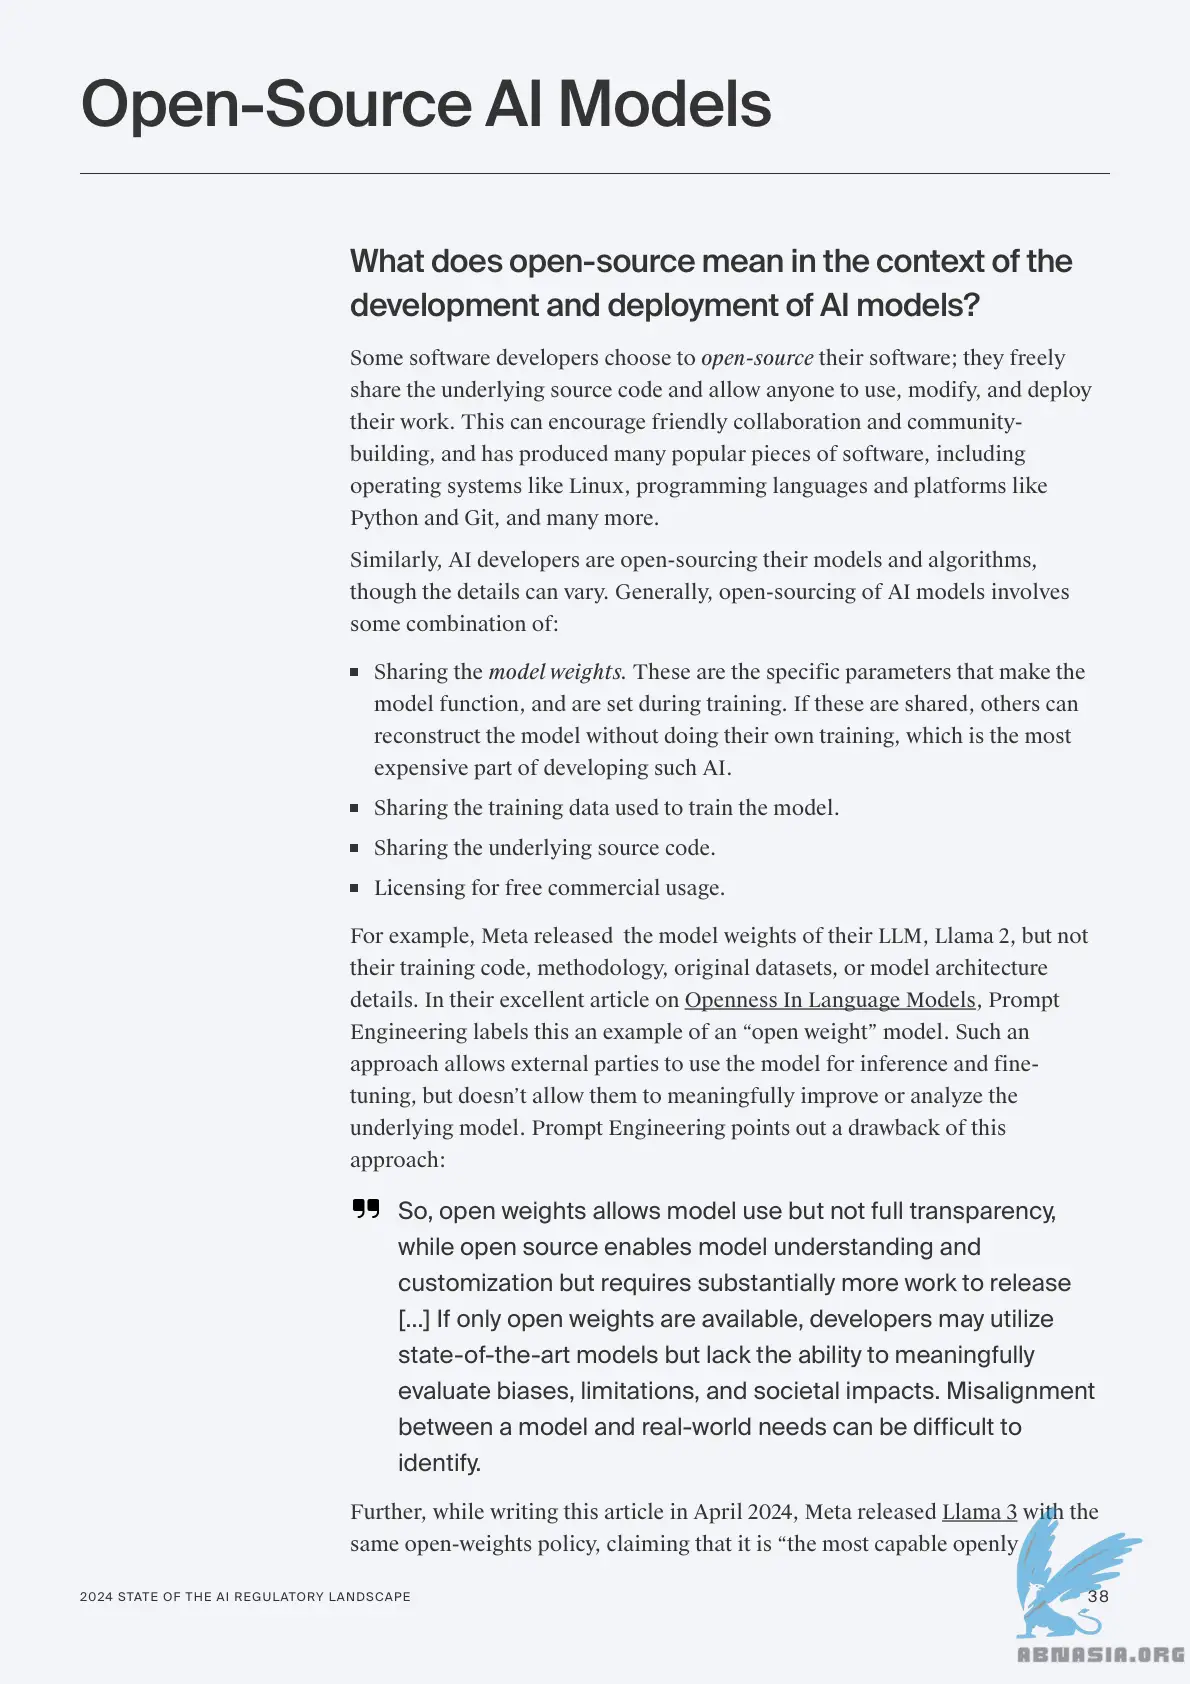 Open-Source AI Models
What does open-source mean in the context of the
development and deployment of AI models?
Some software developers choose to open-source their software; they freely
share the underlying source code and allow anyone to use, modify, and deploy
their work. This can encourage friendly collaboration and community-
building, and has produced many popular pieces of software, including
operating systems like Linux, programming languages and platforms like
Python and Git, and many more.
Similarly, AI developers are open-sourcing their models and algorithms,
though the details can vary. Generally, open-sourcing of AI models involves
some combination of:
▪ Sharing the model weights. These are the specific parameters that make the
model function, and are set during training. If these are shared, others can
reconstruct the model without doing their own training, which is the most
expensive part of developing such AI.
▪ Sharing the training data used to train the model.
▪ Sharing the underlying source code.
▪ Licensing for free commercial usage.
For example, Meta released  the model weights of their LLM, Llama 2, but not
their training code, methodology, original datasets, or model architecture
details. In their excellent article on Openness In Language Models, Prompt
Engineering labels this an example of an “open weight” model. Such an
approach allows external parties to use the model for inference and fine-
tuning, but doesn’t allow them to meaningfully improve or analyze the
underlying model. Prompt Engineering points out a drawback of this
approach:
” So, open weights allows model use but not full transparency,
while open source enables model understanding and
customization but requires substantially more work to release
[...] If only open weights are available, developers may utilize
state-of-the-art models but lack the ability to meaningfully
evaluate biases, limitations, and societal impacts. Misalignment
between a model and real-world needs can be difficult to
identify.
Further, while writing this article in April 2024, Meta released Llama 3 with the
same open-weights policy, claiming that it is “the most capable openly
2024 STATE OF THE AI REGULATORY LANDSCAPE
38
ABNASIA.ORG